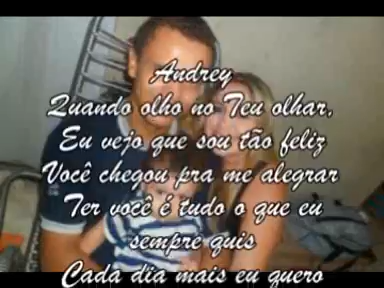 Andrey
Quando olho no Teu olhar,
Eu vejo que sou tão feliz
Você chegou pra me alegrar
Ter você é tudo o que eu
sempre quis
Cada dia mais eu quero